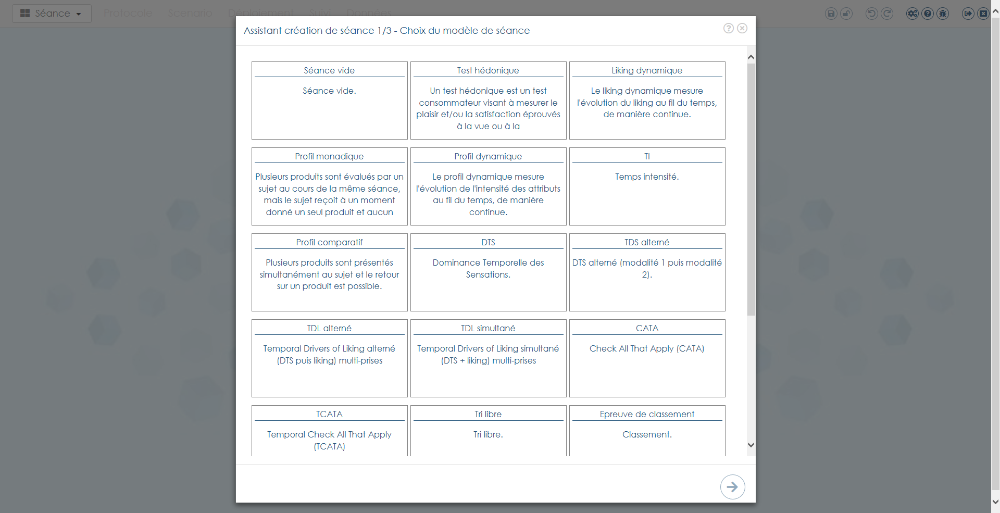 Séance
Protocole
Scenario
Déploiement
Suivi
Données
Assistant création de séance 1/3 - Choix du modèle de séance
Séance vide
Séance vide.
Test hédonique
Un test hédonique est un test
consommateur visant à mesurer le
plaisir et/ou la satisfaction éprouvés
à la vue ou à la
Liking dynamique
Le liking dynamique mesure
l'évolution du liking au fil du temps,
de manière continue.
Profil monadique
Plusieurs produits sont évalués par un
sujet au cours de la même séance,
mais le sujet reçoit à un moment
donné un seul produit et aucun
Profil dynamique
Le profil dynamique mesure
l'évolution de l'intensité des attributs
au fil du temps, de manière
continue.
TI
Temps intensité.
Profil comparatif
Plusieurs produits sont présentés
simultanément au sujet et le retour
sur un produit est possible.
DTS
Dominance Temporelle des
Sensations.
TDS alterné
DTS alterné (modalité 1 puis modalité
2).
TDL alterné
Temporal Drivers of Liking alterné
(DTS puis liking) multi-prises
TDL simultané
Temporal Drivers of Liking simultané
(DTS + liking) multi-prises
CATA
Check All That Apply (CATA)
TCATA
Temporal Check All That Apply
(TCATA)
Tri libre
Tri libre.
Epreuve de classement
Classement.